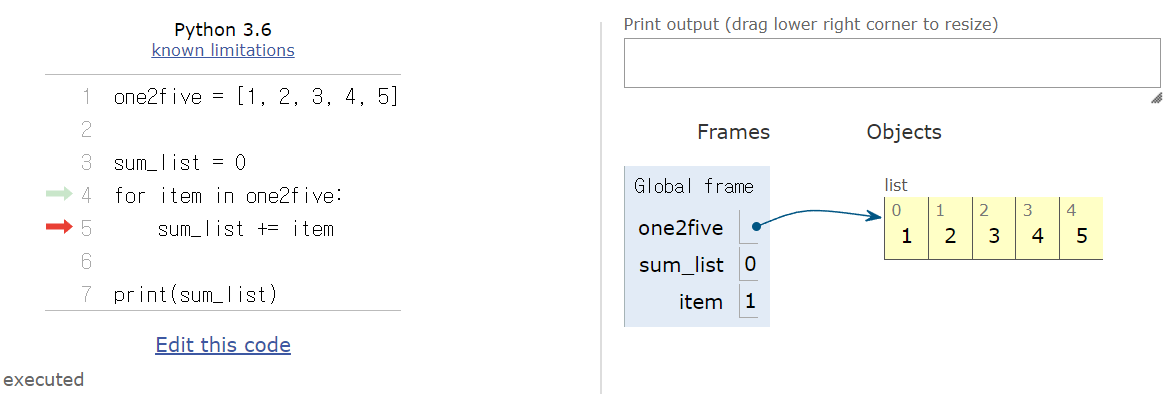 Python 3.6
known limitations
1 one2five = [1, 2, 3, 4, 5]
2
3 sum_list = 0
4 for item in one2five:
5 sum_list += item
6
7 print(sum_list)
Edit this code
executed
Print output (drag lower right corner to resize)
Frames Objects
Global frame
one2five
sum_list 0
item 1
list
0 1 2 3 4
1 2 3 4 5